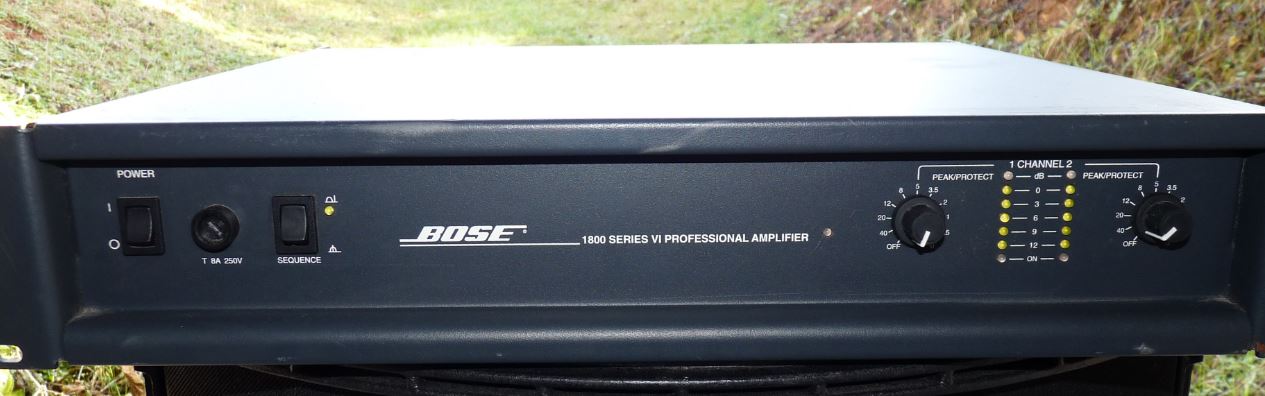 POWER
I
O
T 8A 250V
SEQUENCE
BOSE
1800 SERIES VI PROFESSIONAL AMPLIFIER
1 CHANNEL 2
PEAK/PROTECT
dB
PEAK/PROTECT
0
3
6
9
12
ON
OFF
40
20
12
8
5
3.5
2
1
.5
OFF
40
20
12
8
5
3.5
2